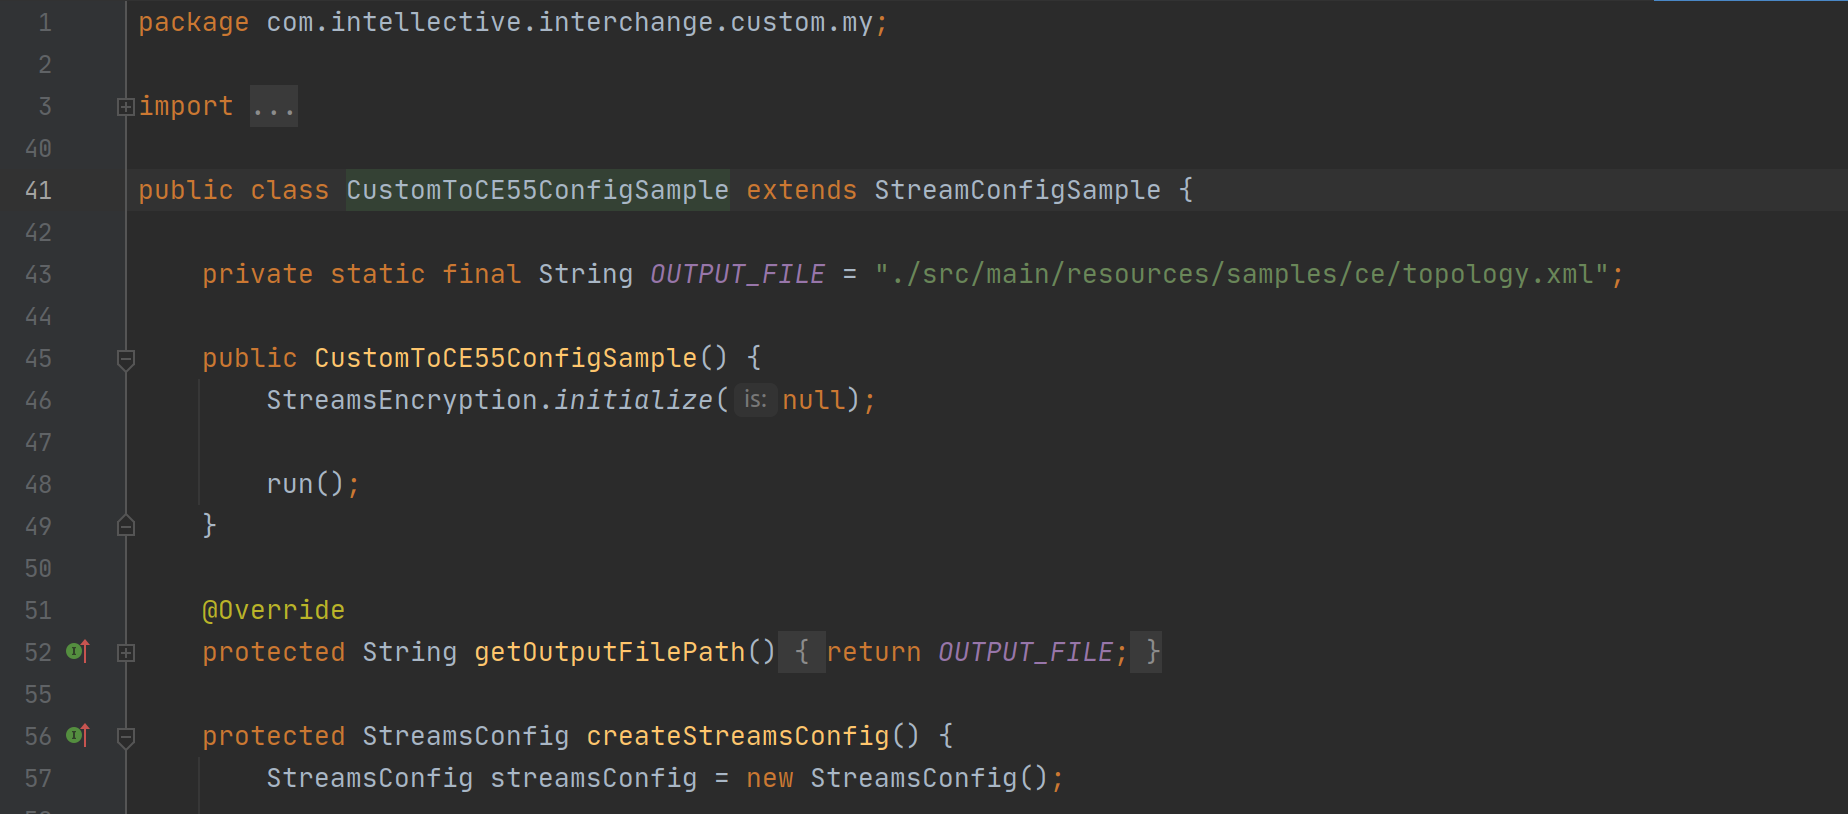 1 package com.intellective.interchange.custom.my;
2
3 import ...
40
41 public class CustomToCE55ConfigSample extends StreamConfigSample {
42
43 private static final String OUTPUT_FILE = "./src/main/resources/samples/ce/topology.xml";
44
45 public CustomToCE55ConfigSample() {
46 StreamsEncryption.initialize( is: null);
47
48 run();
49 }
50
51 @Override
52 protected String getOutputFilePath() { return OUTPUT_FILE; }
55
56 protected StreamsConfig createStreamsConfig() {
57 StreamsConfig streamsConfig = new StreamsConfig();